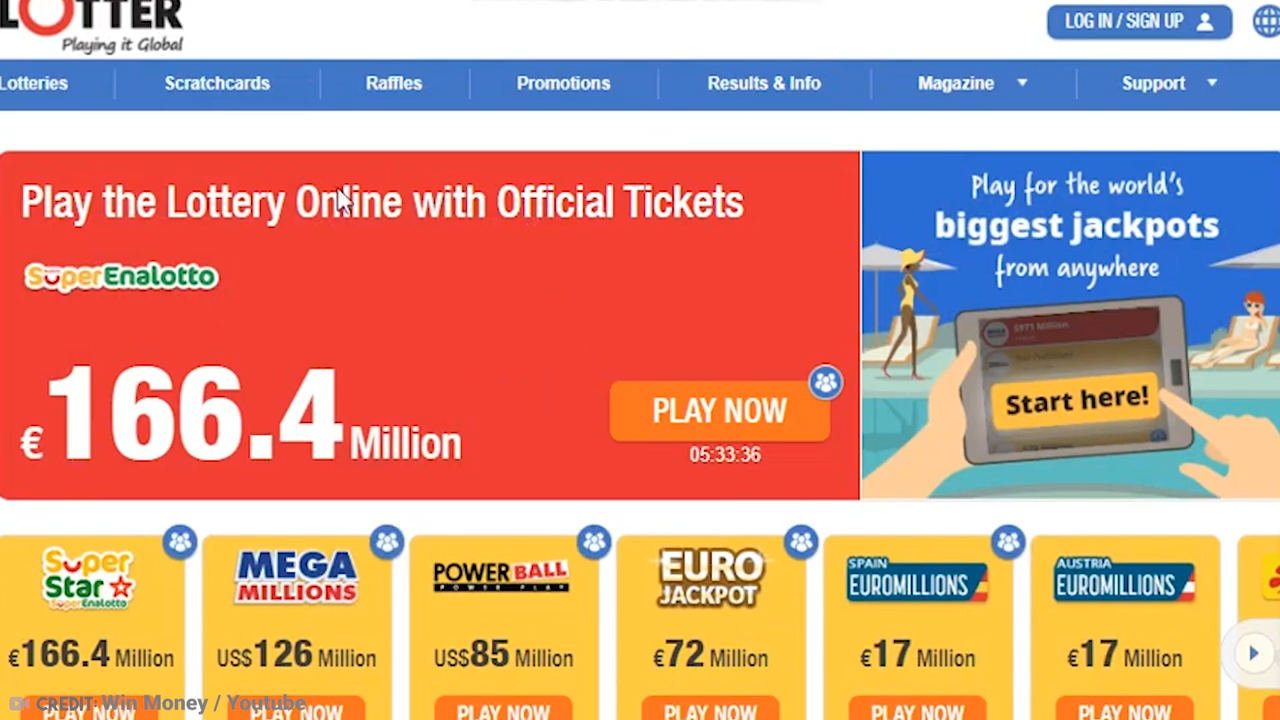 LOTTER
Playing it Global
LOG IN / SIGN UP
Lotteries
Scratchcards
Raffles
Promotions
Results & Info
Magazine
Support
Play the Lottery Online with Official Tickets
SuperEnalotto
€166.4 Million
PLAY NOW
05:33:36
Play for the world's
biggest jackpots
from anywhere
$971 Million
Start here!
Super
Star
SuperEnalotto
€166.4 Million
PLAY NOW
MEGA
MILLIONS
US$126 Million
PLAY NOW
POWERBALL
POWER PLAY
US$85 Million
PLAY NOW
EURO
JACKPOT
€72 Million
PLAY NOW
SPAIN
EUROMILLIONS
€17 Million
PLAY NOW
AUSTRIA
EUROMILLIONS
€17 Million
PLAY NOW
CREDIT: Win Money / Youtube